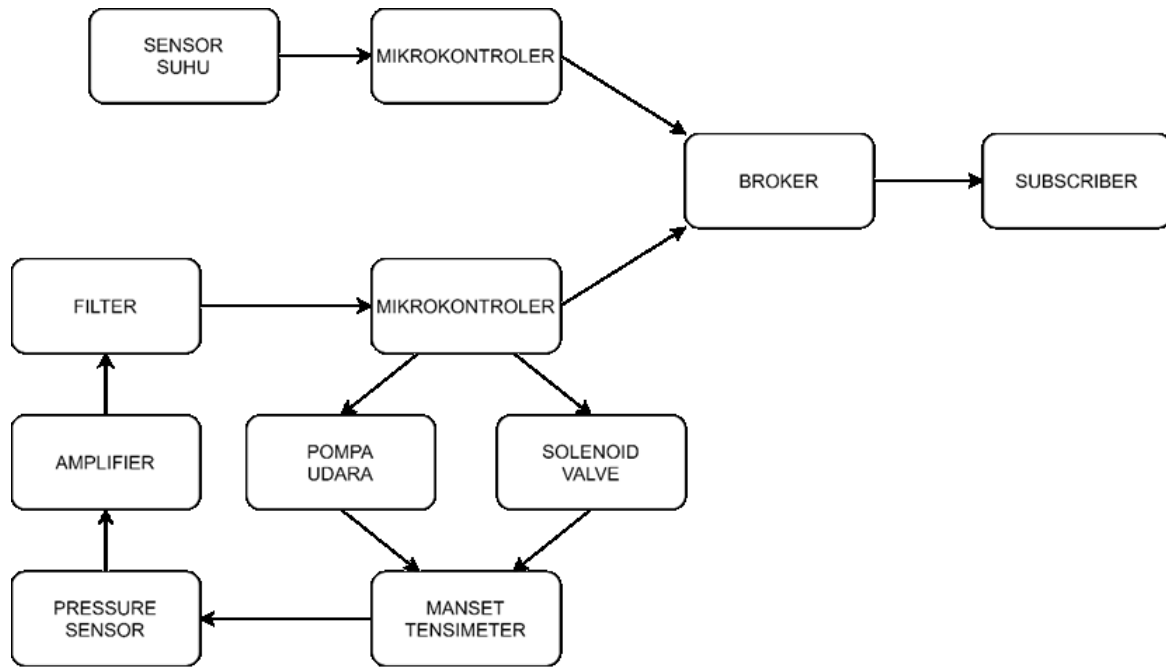 SENSOR
SUHU
MIKROKONTROLER
BROKER
SUBSCRIBER
FILTER
MIKROKONTROLER
AMPLIFIER
POMPA
UDARA
SOLENOID
VALVE
PRESSURE
SENSOR
MANSET
TENSIMETER